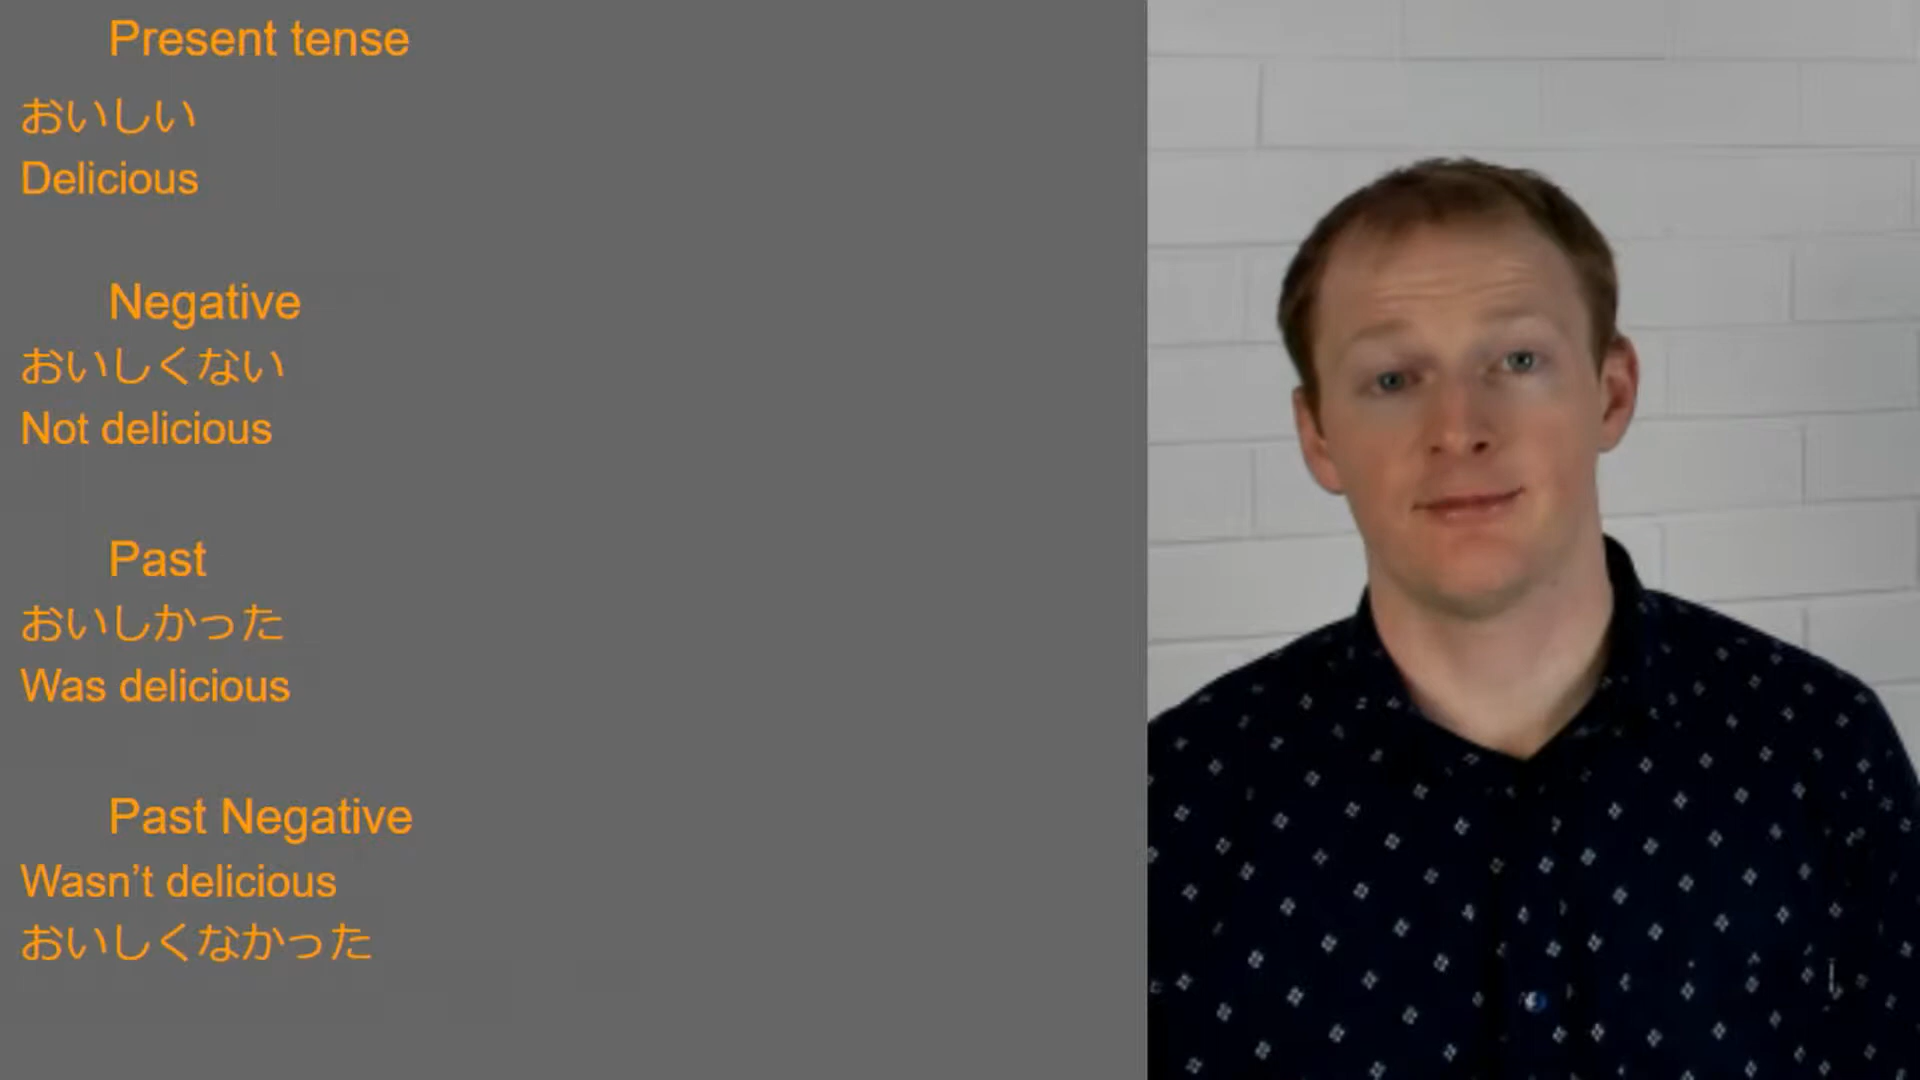 Present tense
おいしい
Delicious
Negative
おいしくない
Not delicious
Past
おいしかった
Was delicious
Past Negative
Wasn’t delicious
おいしくなかった